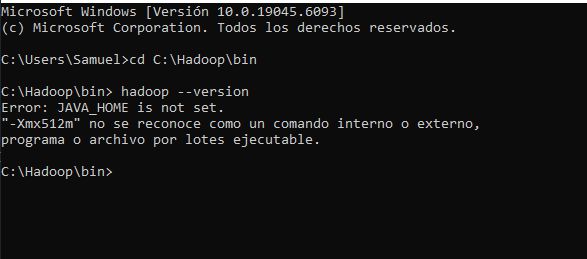 Microsoft Windows [Versión 10.0.19045.6093]
(c) Microsoft Corporation. Todos los derechos reservados.
C:\Users\Samuel>cd C:\Hadoop\bin
C:\Hadoop\bin> hadoop --version
Error: JAVA_HOME is not set.
"-Xmx512m" no se reconoce como un comando interno o externo,
programa o archivo por lotes ejecutable.
C:\Hadoop\bin>